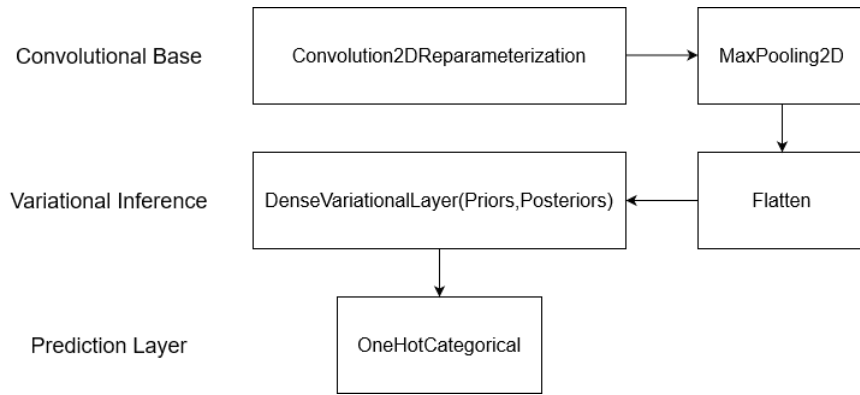 Convolutional Base
Convolution2DReparameterization
MaxPooling2D
Variational Inference
DenseVariationalLayer(Priors,Posteriors)
Flatten
Prediction Layer
OneHotCategorical